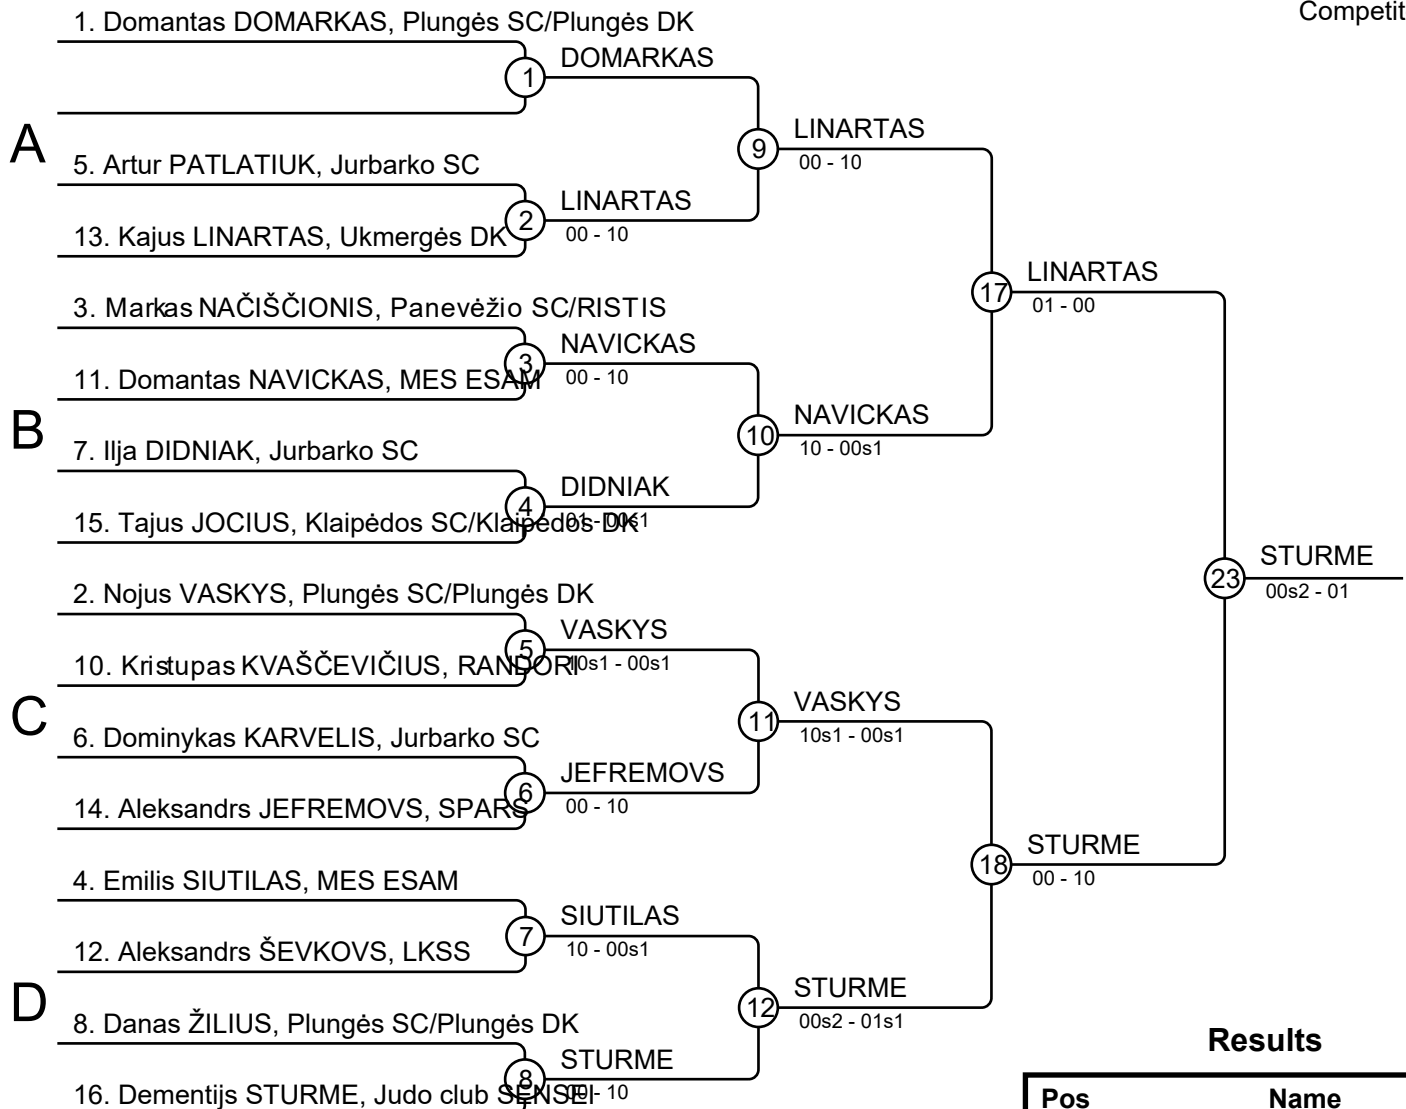 Competit
1. Domantas DOMARKAS, Plungės SC/Plungės DK
1
DOMARKAS
A
5. Artur PATLATIUK, Jurbarko SC
13. Kajus LINARTAS, Ukmergės DK
2
LINARTAS
00 - 10
9
LINARTAS
00 - 10
B
3. Markas NAČIŠČIONIS, Panevėžio SC/RISTIS
11. Domantas NAVICKAS, MES ESAM
3
NAVICKAS
00 - 10
7. Ilja DIDNIAK, Jurbarko SC
15. Tajus JOCIUS, Klaipėdos SC/Klaipėdos DK
4
DIDNIAK
01 - 00s1
10
NAVICKAS
10 - 00s1
17
LINARTAS
01 - 00
C
2. Nojus VASKYS, Plungės SC/Plungės DK
10. Kristupas KVAŠČEVIČIUS, RANDORI
5
VASKYS
10s1 - 00s1
6. Dominykas KARVELIS, Jurbarko SC
14. Aleksandrs JEFREMOVS, SPARS
6
JEFREMOVS
00 - 10
11
VASKYS
10s1 - 00s1
D
4. Emilis SIUTILAS, MES ESAM
12. Aleksandrs ŠEVKOVS, LKSS
7
SIUTILAS
10 - 00s1
8. Danas ŽILIUS, Plungės SC/Plungės DK
16. Dementijs STURME, Judo club SENSEI
8
STURME
00 - 10
12
STURME
00s2 - 01s1
18
STURME
00 - 10
23
STURME
00s2 - 01
Results
Pos Name